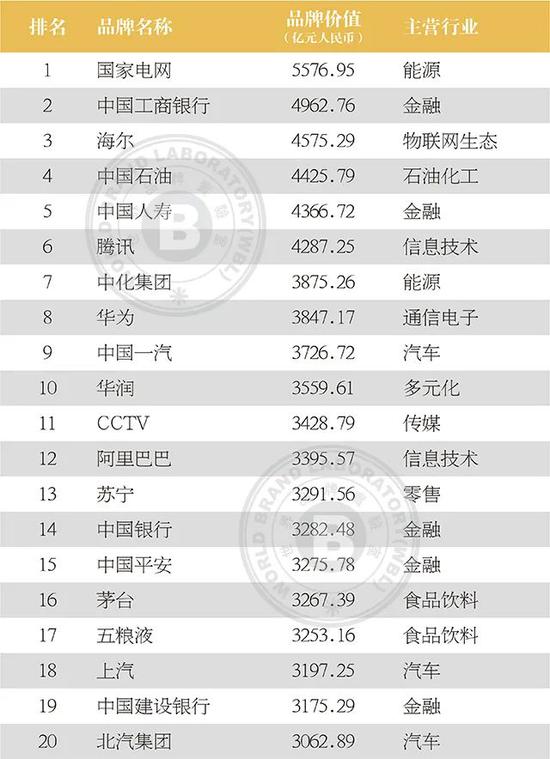 排名 品牌名称 品牌价值 (亿元人民币) 主营行业
1 国家电网 5576.95 能源
2 中国工商银行 4962.76 金融
3 海尔 4575.29 物联网生态
4 中国石油 4425.79 石油化工
5 中国人寿 4366.72 金融
6 腾讯 4287.25 信息技术
7 中化集团 3875.26 能源
8 华为 3847.17 通信电子
9 中国一汽 3726.72 汽车
10 华润 3559.61 多元化
11 CCTV 3428.79 传媒
12 阿里巴巴 3395.57 信息技术
13 苏宁 3291.56 零售
14 中国银行 3282.48 金融
15 中国平安 3275.78 金融
16 茅台 3267.39 食品饮料
17 五粮液 3253.16 食品饮料
18 上汽 3197.25 汽车
19 中国建设银行 3175.29 金融
20 北汽集团 3062.89 汽车
WORLD BRAND LABORATORY(WBL)
B
WORLD BRAND LABORATORY(WBL)
B